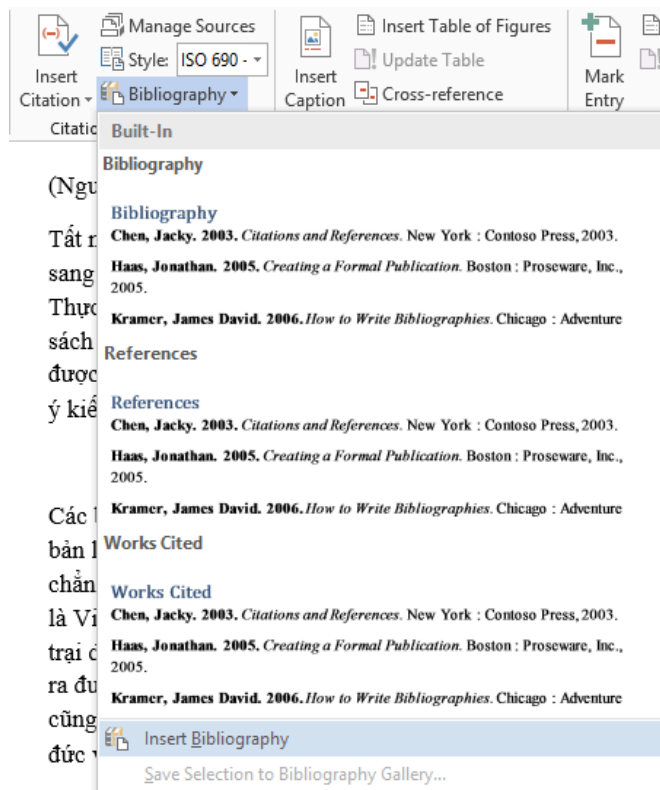 Manage Sources
Insert Table of Figures
Style: ISO 690 -
Update Table
Insert
Citation
Bibliography
Insert
Caption
Cross-reference
Mark
Entry
Built-In
Bibliography
(Ngu
Bibliography
Chen, Jacky. 2003. Citations and References. New York : Contoso Press, 2003.
Tất
Haas, Jonathan. 2005. Creating a Formal Publication. Boston : Proseware, Inc.,
sang
2005.
Thực
Kramer, James David. 2006. How to Write Bibliographies. Chicago : Adventure
sách
References
được
References
ý kiế
Chen, Jacky. 2003. Citations and References. New York : Contoso Press, 2003.
Haas, Jonathan. 2005. Creating a Formal Publication. Boston : Proseware, Inc.,
2005.
Kramer, James David. 2006. How to Write Bibliographies. Chicago : Adventure
Các
Works Cited
bản
chẳn
Works Cited
là Vi
Chen, Jacky. 2003. Citations and References. New York : Contoso Press, 2003.
trại
Haas, Jonathan. 2005. Creating a Formal Publication. Boston : Proseware, Inc.,
2005.
ra đư
Kramer, James David. 2006. How to Write Bibliographies. Chicago : Adventure
cũng
Insert Bibliography
đức
Save Selection to Bibliography Gallery...